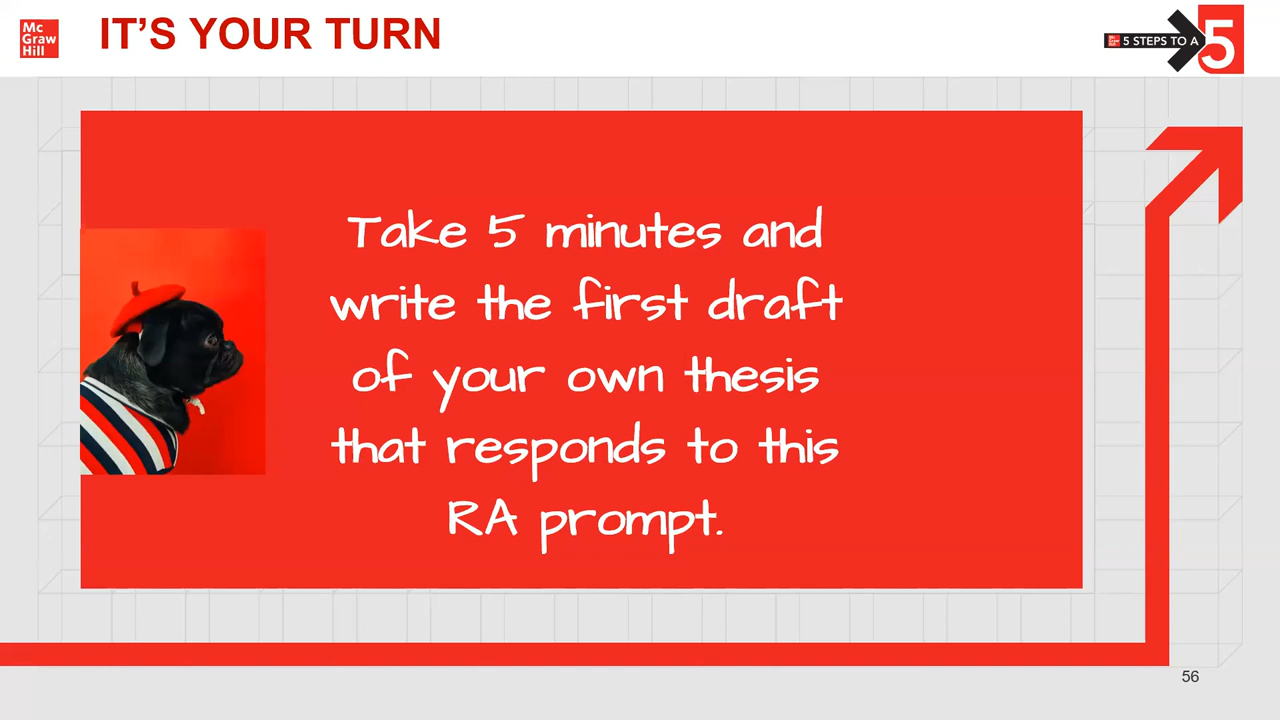 Mc
Graw
Hill
IT’S YOUR TURN
5 STEPS TO A
5
Take 5 minutes and
write the first draft
of your own thesis
that responds to this
RA prompt.
56